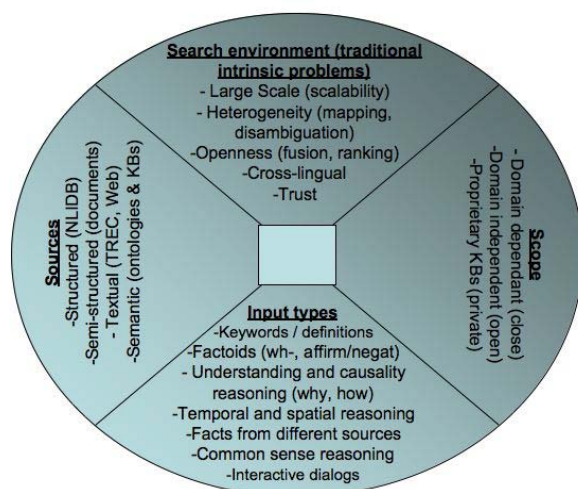 Search environment (traditional
intrinsic problems)
- Large Scale (scalability)
- Heterogeneity (mapping,
disambiguation)
-Openness (fusion, ranking)
-Cross-lingual
-Trust
Sources
-Structured (NLIDB)
-Semi-structured (documents)
- Textual (TREC, Web)
-Semantic (ontologies & KBs)
Scope
- Domain dependant (close)
- Domain independent (open)
- Proprietary KBs (private)
Input types
-Keywords / definitions
-Factoids (wh-, affirm/negat)
- Understanding and causality
reasoning (why, how)
-Temporal and spatial reasoning
-Facts from different sources
-Common sense reasoning
-Interactive dialogs